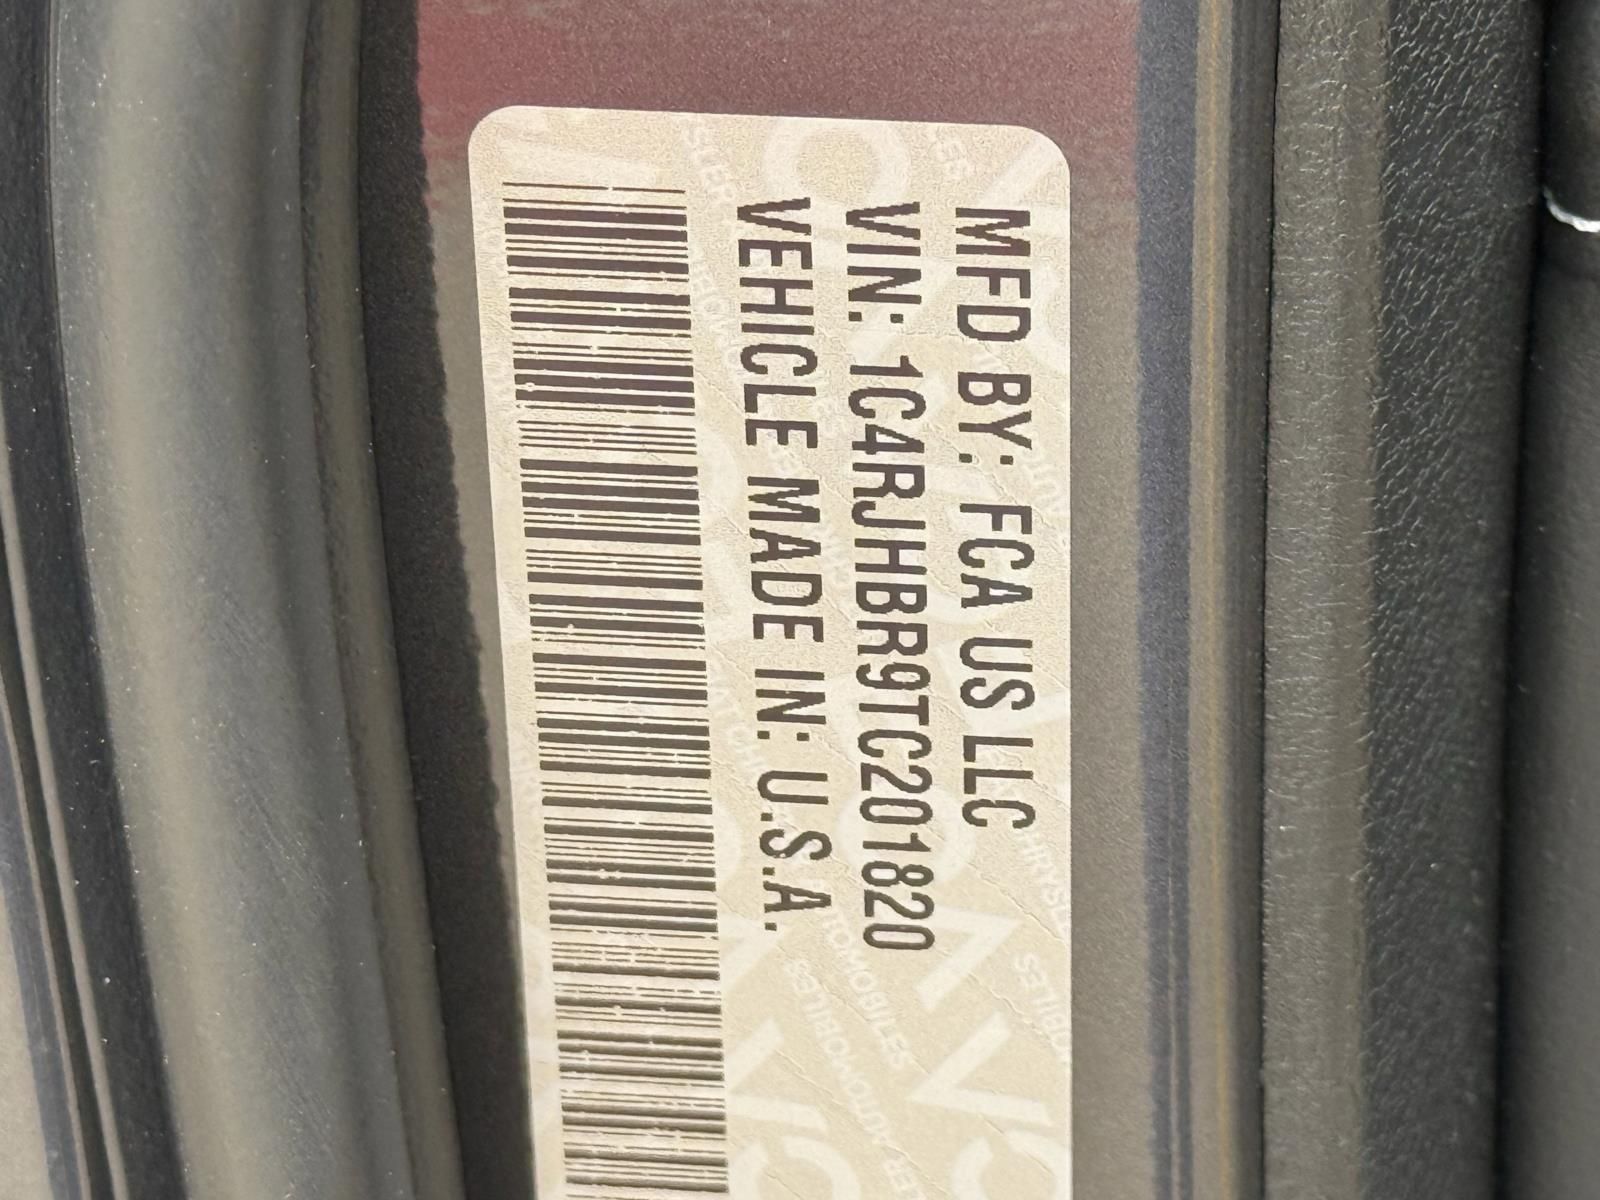 MFD BY: FCA US LLC
VIN: 1C4RJHBR9TC201820
VEHICLE MADE IN: U.S.A.